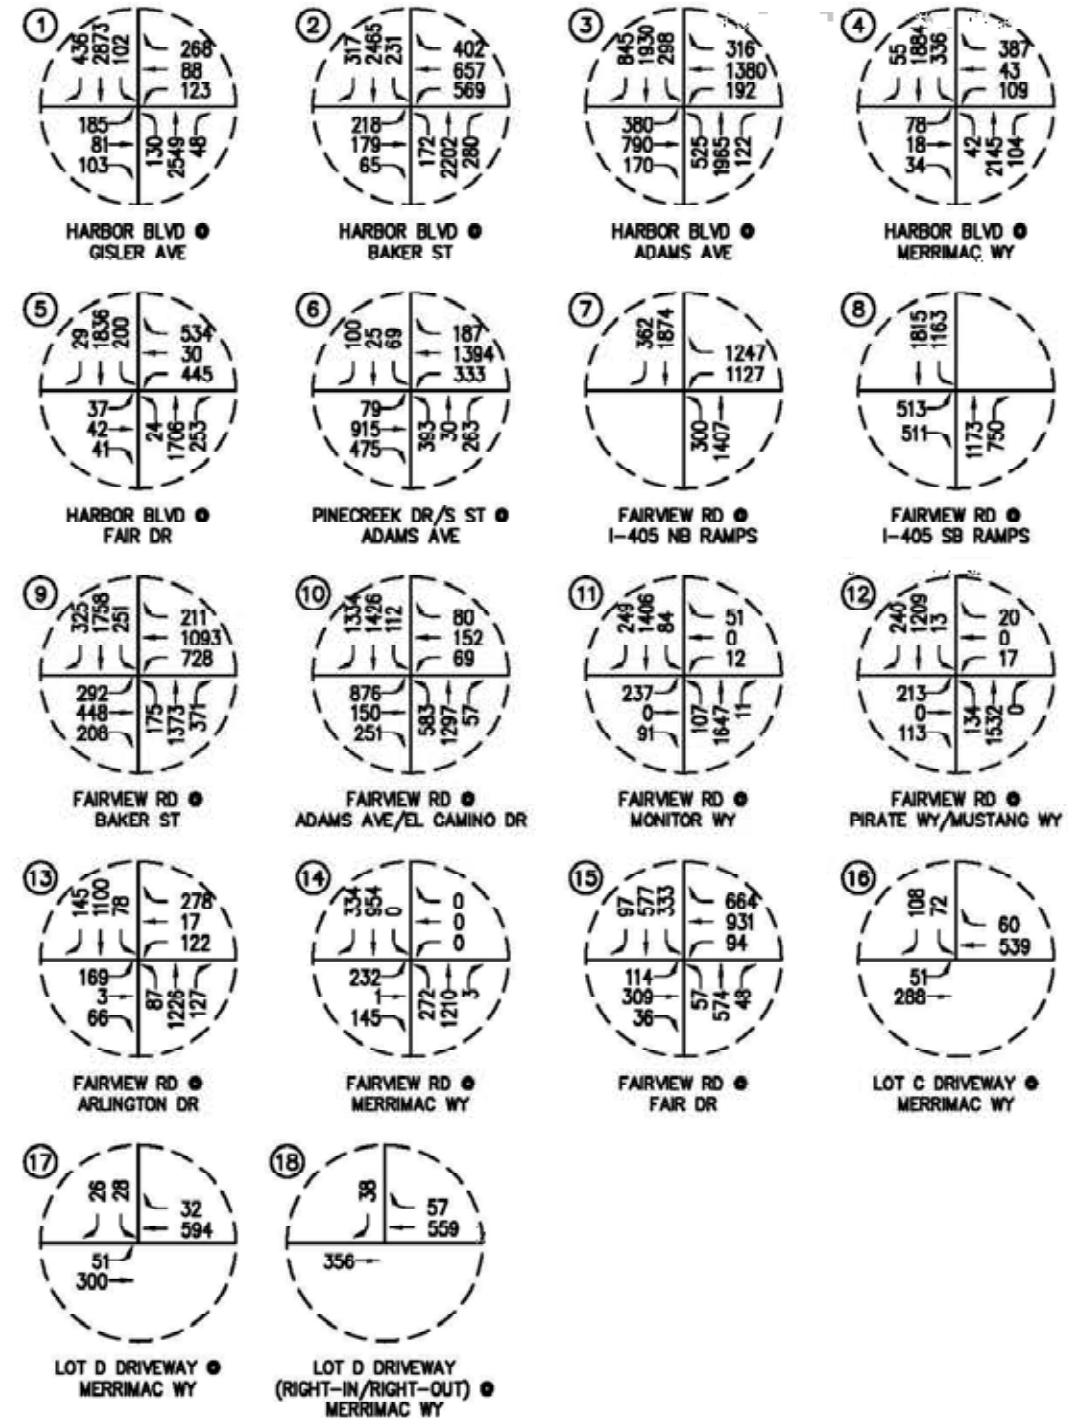 1
436 2873 102
268
88
123
185
81
103
130 2549 48
HARBOR BLVD @
GISLER AVE
2
317 2465 231
402
657
569
218
179
65
172 2202 280
HARBOR BLVD @
BAKER ST
3
845 1930 298
316
1380
192
380
790
170
525 1965 122
HARBOR BLVD @
ADAMS AVE
4
55 1884 336
387
43
109
78
18
34
42 2145 104
HARBOR BLVD @
MERRIMAC WY
5
29 1836 200
534
30
445
37
42
41
24 1706 253
HARBOR BLVD @
FAIR DR
6
100 25 69
187
1394
333
79
915
475
393 30 263
PINECREEK DR/S ST @
ADAMS AVE
7
362 1874
1247
1127
300 1407
FAIRVIEW RD @
I-405 NB RAMPS
8
1815 1163
513
511
1173 750
FAIRVIEW RD @
I-405 SB RAMPS
9
325 1758 251
211
1093
728
292
448
208
175 1373 371
FAIRVIEW RD @
BAKER ST
10
1334 1426 112
80
152
69
876
150
251
583 1297 57
FAIRVIEW RD @
ADAMS AVE/EL CAMINO DR
11
249 1406 84
51
0
12
237
0
91
107 1647 11
FAIRVIEW RD @
MONITOR WY
12
240 1209 13
20
0
17
213
0
113
134 1532 0
FAIRVIEW RD @
PIRATE WY/MUSTANG WY
13
145 1100 78
278
17
122
169
3
66
87 1226 127
FAIRVIEW RD @
ARLINGTON DR
14
334 954 0
0
0
0
232
1
145
272 1210 3
FAIRVIEW RD @
MERRIMAC WY
15
97 577 333
664
931
94
114
309
36
57 574 48
FAIRVIEW RD @
FAIR DR
16
108 72
60
539
51
288
LOT C DRIVEWAY @
MERRIMAC WY
17
26 28
32
594
51
300
LOT D DRIVEWAY @
MERRIMAC WY
18
38
57
559
356
LOT D DRIVEWAY
(RIGHT-IN/RIGHT-OUT) @
MERRIMAC WY